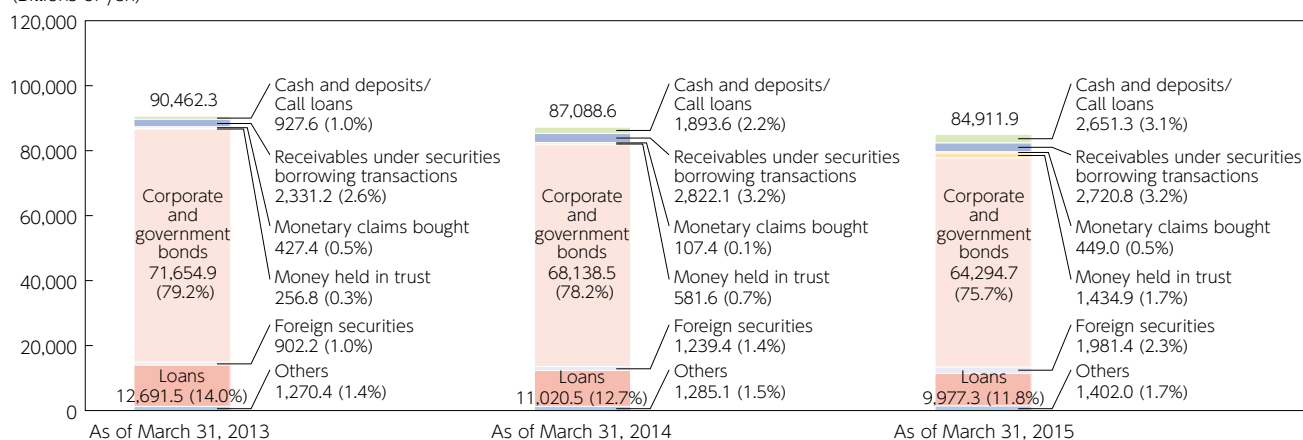 120,000
100,000
80,000
60,000
40,000
20,000
0
90,462.3
Cash and deposits/
Call loans
927.6 (1.0%)
Receivables under securities
borrowing transactions
2,331.2 (2.6%)
Monetary claims bought
427.4 (0.5%)
Money held in trust
256.8 (0.3%)
Foreign securities
902.2 (1.0%)
Others
1,270.4 (1.4%)
Corporate
and
government
bonds
71,654.9
(79.2%)
Loans
12,691.5 (14.0%)
As of March 31, 2013
87,088.6
Cash and deposits/
Call loans
1,893.6 (2.2%)
Receivables under securities
borrowing transactions
2,822.1 (3.2%)
Monetary claims bought
107.4 (0.1%)
Money held in trust
581.6 (0.7%)
Foreign securities
1,239.4 (1.4%)
Others
1,285.1 (1.5%)
Corporate
and
government
bonds
68,138.5
(78.2%)
Loans
11,020.5 (12.7%)
As of March 31, 2014
84,911.9
Cash and deposits/
Call loans
2,651.3 (3.1%)
Receivables under securities
borrowing transactions
2,720.8 (3.2%)
Monetary claims bought
449.0 (0.5%)
Money held in trust
1,434.9 (1.7%)
Foreign securities
1,981.4 (2.3%)
Others
1,402.0 (1.7%)
Corporate
and
government
bonds
64,294.7
(75.7%)
Loans
9,977.3 (11.8%)
As of March 31, 2015